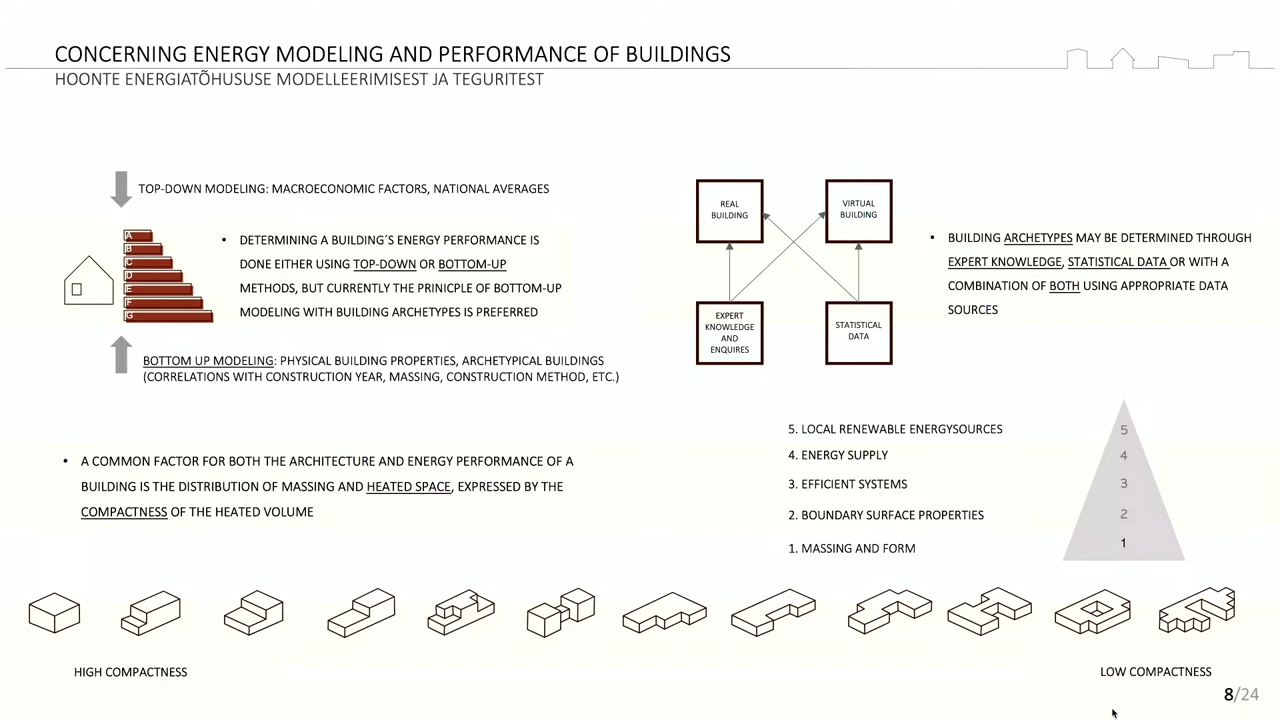 CONCERNING ENERGY MODELING AND PERFORMANCE OF BUILDINGS
HOONTE ENERGIATÕHUSUSE MODELLEERIMISEST JA TEGURITEST
TOP-DOWN MODELING: MACROECONOMIC FACTORS, NATIONAL AVERAGES
A
B
C
D
E
F
G
• DETERMINING A BUILDING´S ENERGY PERFORMANCE IS
DONE EITHER USING TOP-DOWN OR BOTTOM-UP
METHODS, BUT CURRENTLY THE PRINICPLE OF BOTTOM-UP
MODELING WITH BUILDING ARCHETYPES IS PREFERRED
BOTTOM UP MODELING: PHYSICAL BUILDING PROPERTIES, ARCHETYPICAL BUILDINGS
(CORRELATIONS WITH CONSTRUCTION YEAR, MASSING, CONSTRUCTION METHOD, ETC.)
REAL
BUILDING
VIRTUAL
BUILDING
EXPERT
KNOWLEDGE
AND
ENQUIRES
STATISTICAL
DATA
• BUILDING ARCHETYPES MAY BE DETERMINED THROUGH
EXPERT KNOWLEDGE, STATISTICAL DATA OR WITH A
COMBINATION OF BOTH USING APPROPRIATE DATA
SOURCES
• A COMMON FACTOR FOR BOTH THE ARCHITECTURE AND ENERGY PERFORMANCE OF A
BUILDING IS THE DISTRIBUTION OF MASSING AND HEATED SPACE, EXPRESSED BY THE
COMPACTNESS OF THE HEATED VOLUME
5. LOCAL RENEWABLE ENERGYSOURCES
4. ENERGY SUPPLY
3. EFFICIENT SYSTEMS
2. BOUNDARY SURFACE PROPERTIES
1. MASSING AND FORM
5
4
3
2
1
HIGH COMPACTNESS
LOW COMPACTNESS
8/24